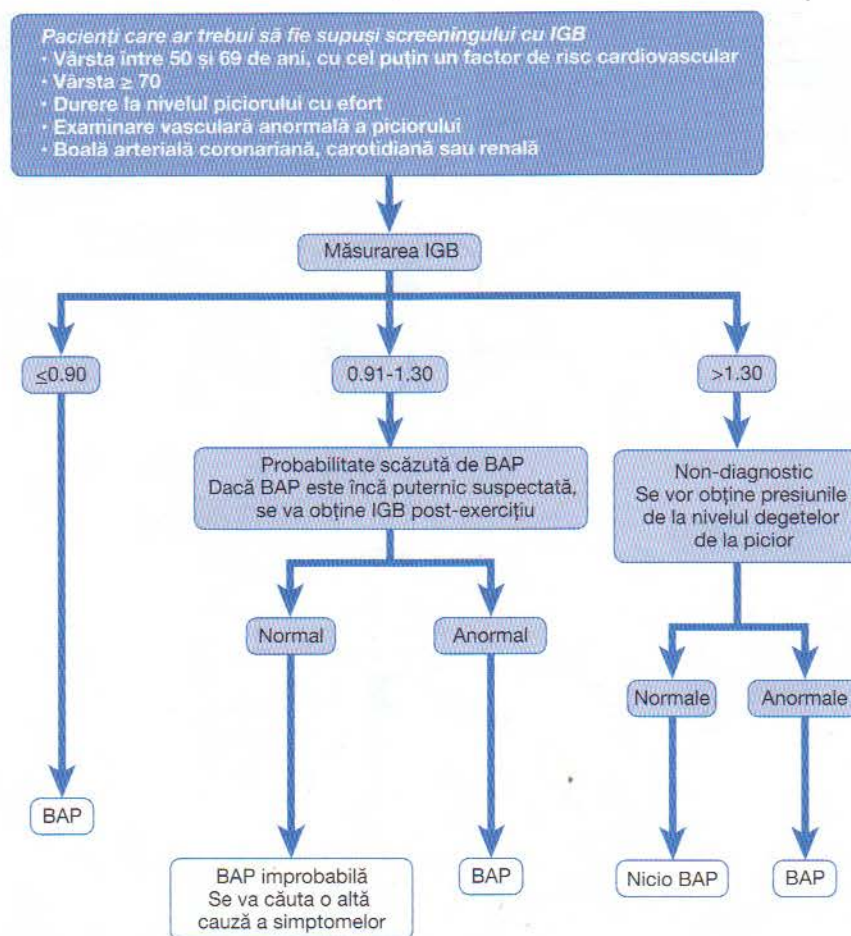 Pacienți care ar trebui să fie supuși screeningului cu IGB
• Vârsta între 50 și 69 de ani, cu cel puțin un factor de risc cardiovascular
• Vârsta ≥ 70
• Durere la nivelul piciorului cu efort
• Examinare vasculară anormală a piciorului
• Boală arterială coronariană, carotidiană sau renală
Măsurarea IGB
≤0.90
0.91-1.30
>1.30
Probabilitate scăzută de BAP
Dacă BAP este încă puternic suspectată,
se va obține IGB post-exercițiu
Non-diagnostic
Se vor obține presiunile
de la nivelul degetelor
de la picior
Normal
Anormal
Normale
Anormale
BAP
BAP improbabilă
Se va căuta o altă
cauză a simptomelor
BAP
Nicio BAP
BAP